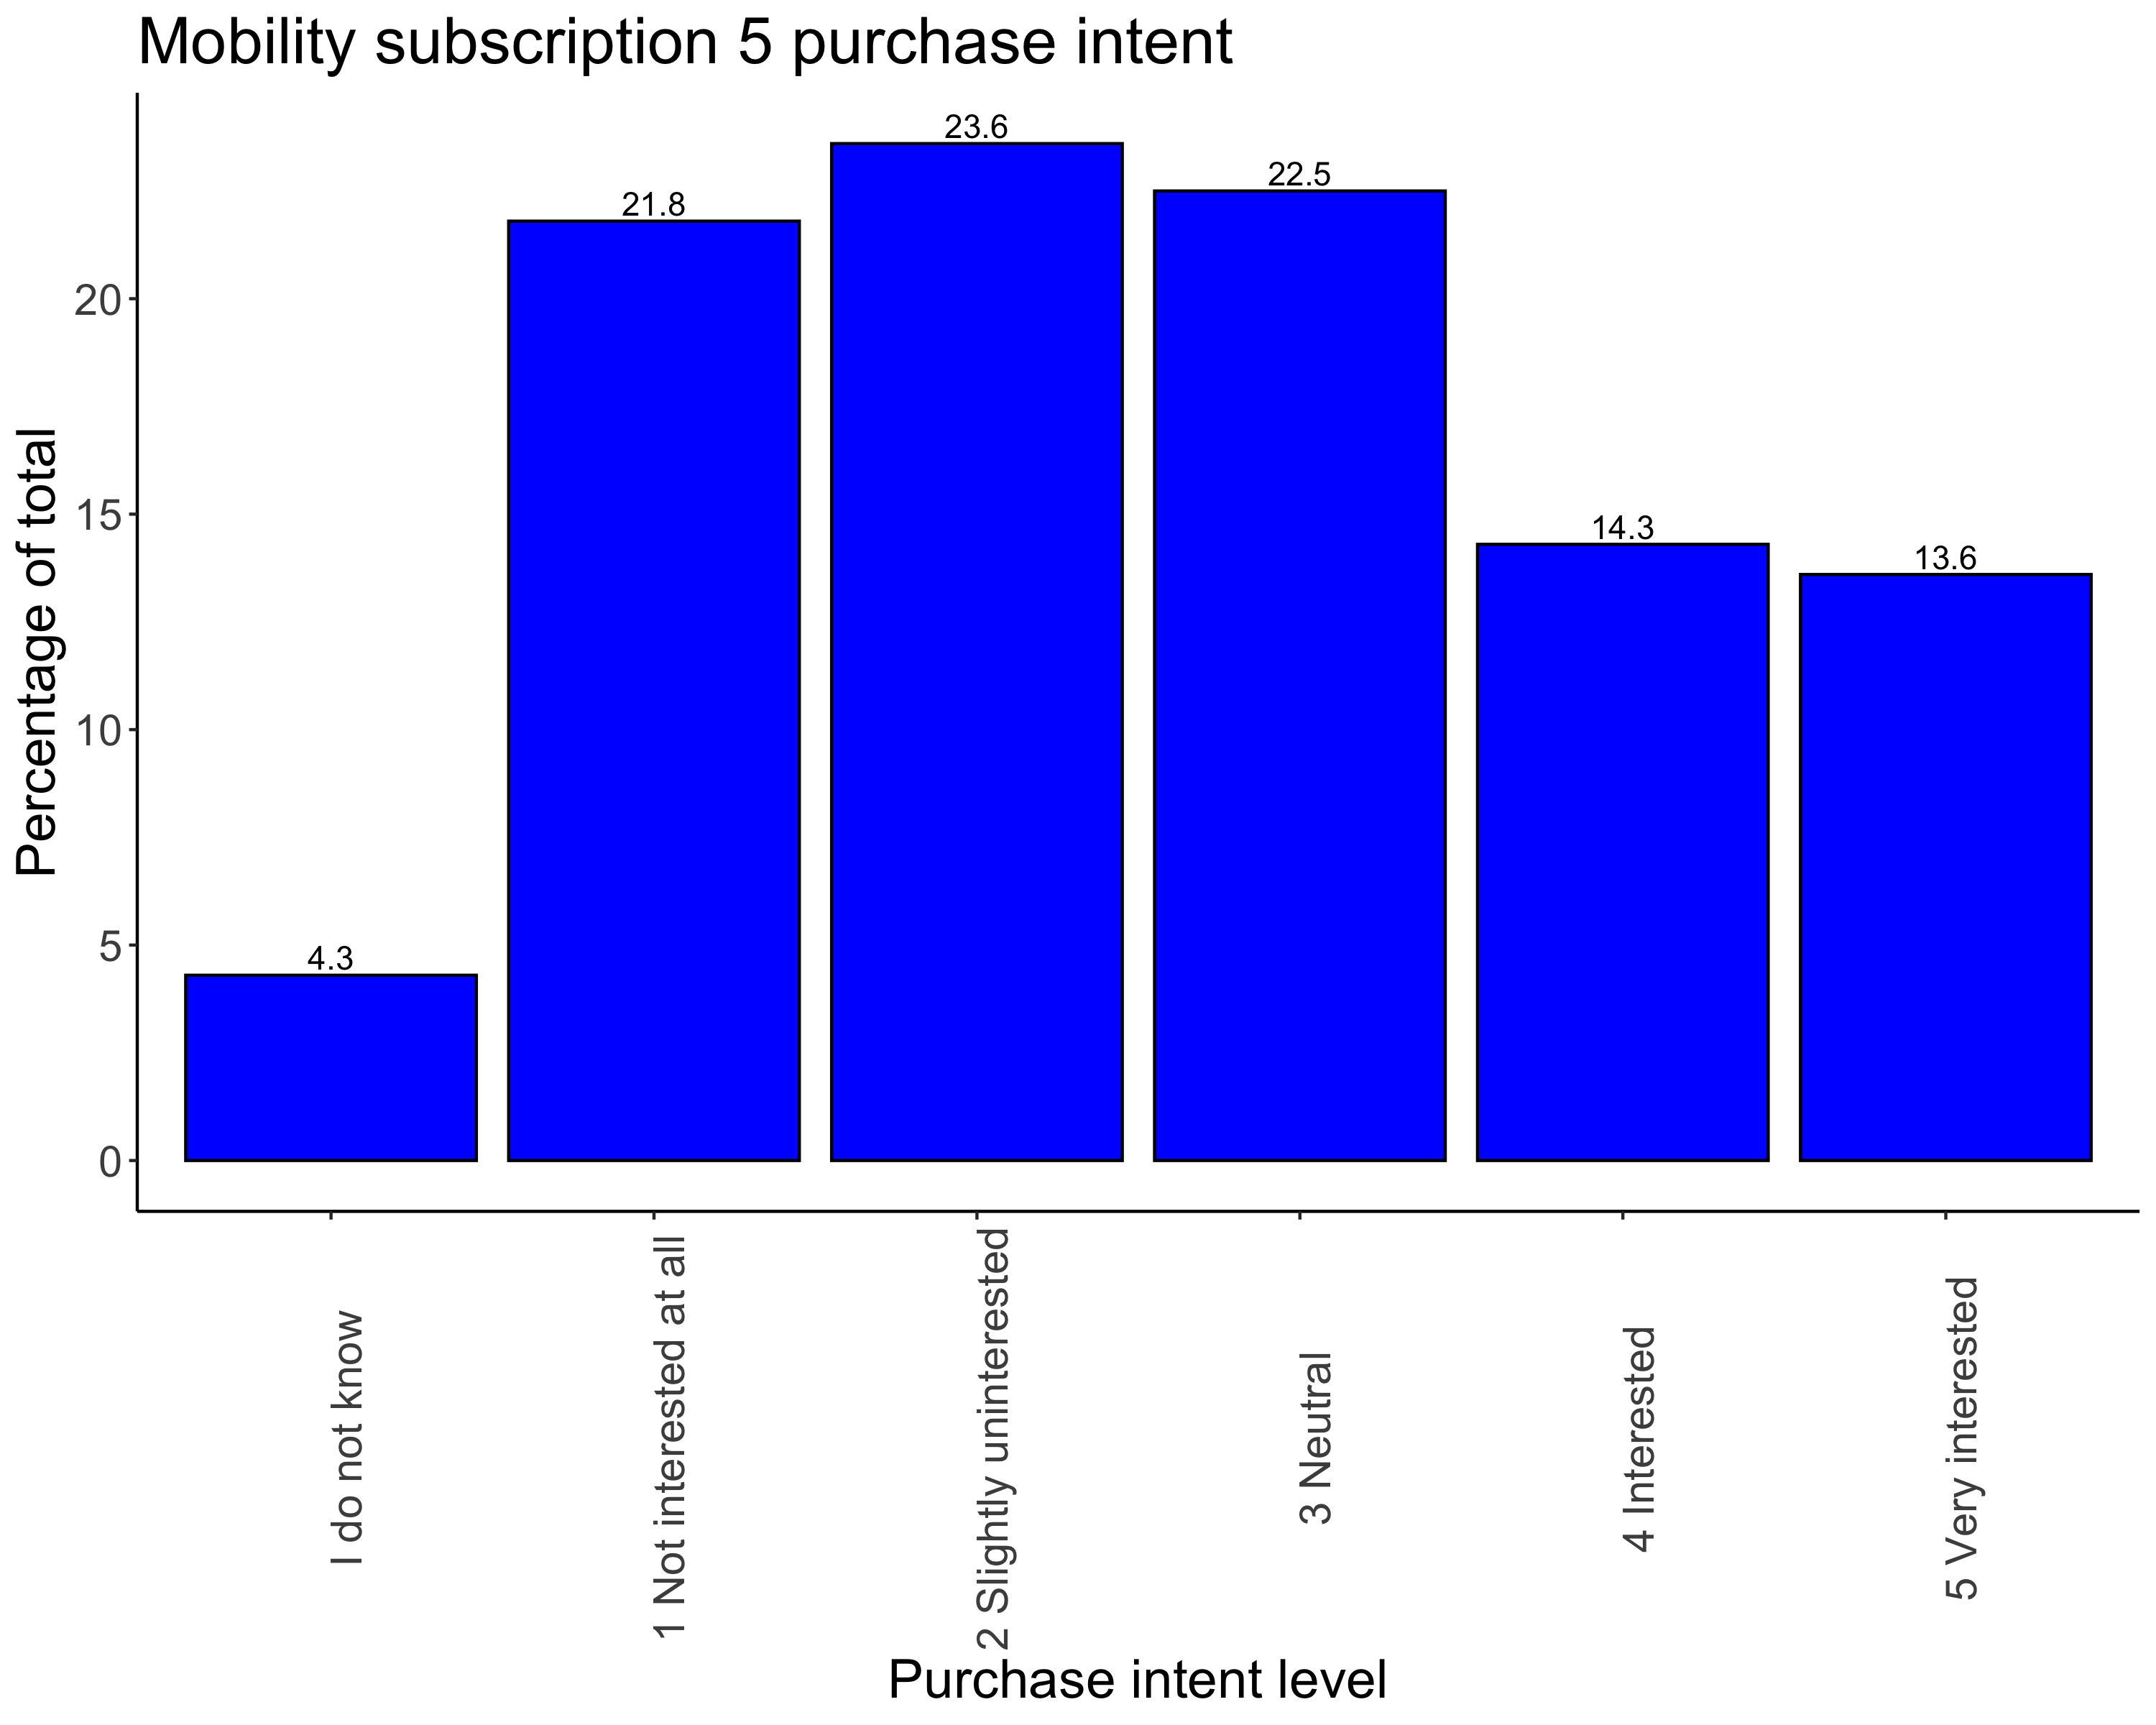 Mobility subscription 5 purchase intent
Percentage of total
20
15
10
5
0
4.3
21.8
23.6
22.5
14.3
13.6
I do not know
1 Not interested at all
2 Slightly uninterested
3 Neutral
4 Interested
5 Very interested
Purchase intent level